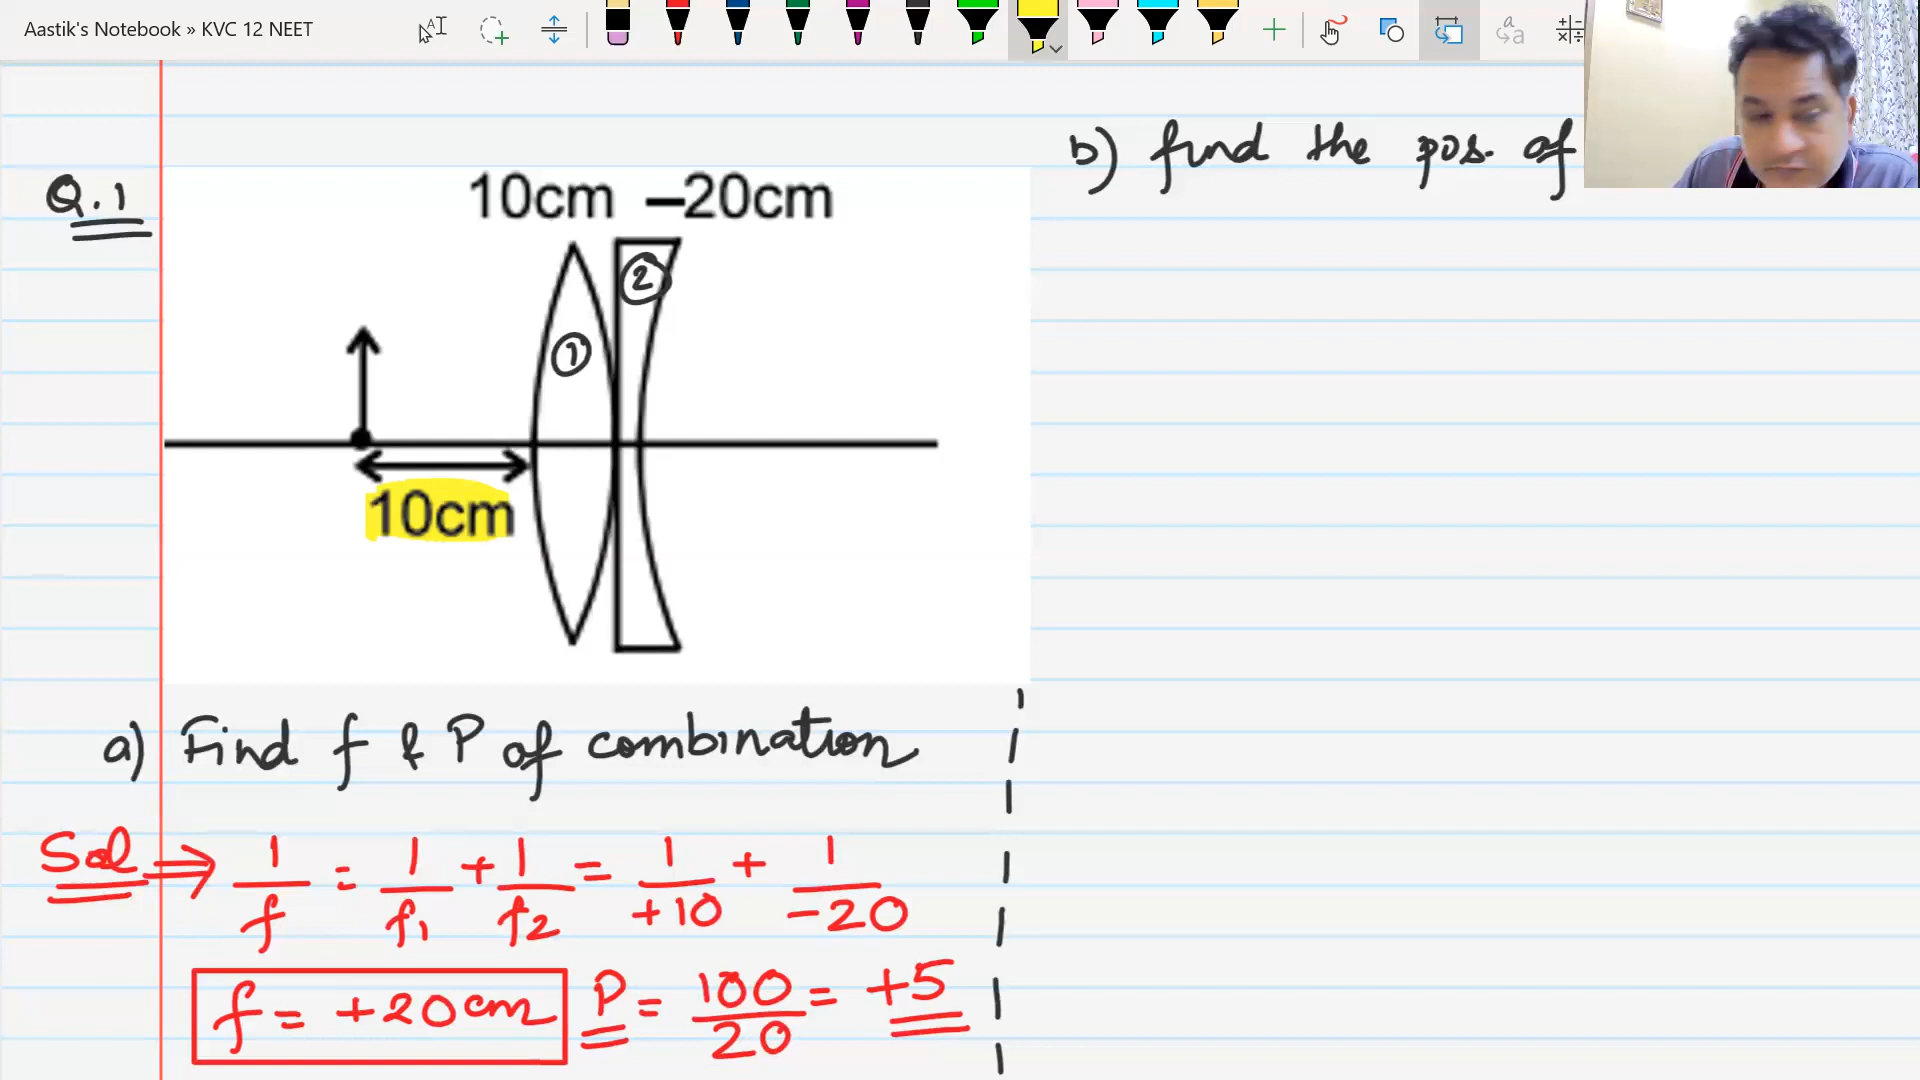 Aastik's Notebook » KVC 12 NEET
b) find the pos. of
Q.1
10cm –20cm
②
①
10cm
a) Find f & P of combination
Sol ⇒ 1/f = 1/f₁ + 1/f₂ = 1/+10 + 1/-20
f = +20cm P = 100/20 = +5